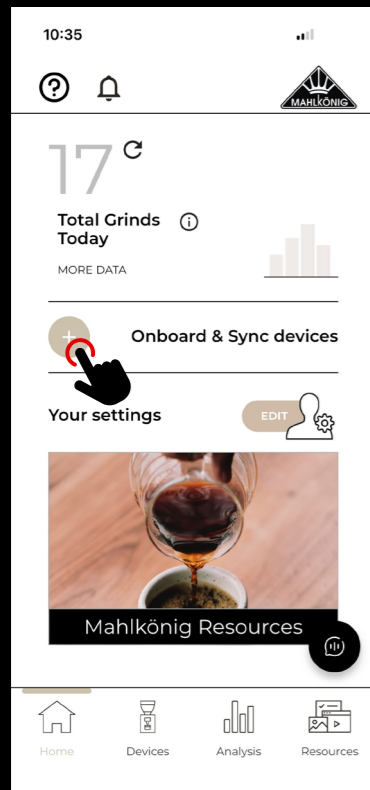 10:35
MAHLKÖNIG
17
Total Grinds
Today
MORE DATA
Onboard & Sync devices
Your settings
EDIT
Mahlkönig Resources
Home
Devices
Analysis
Resources